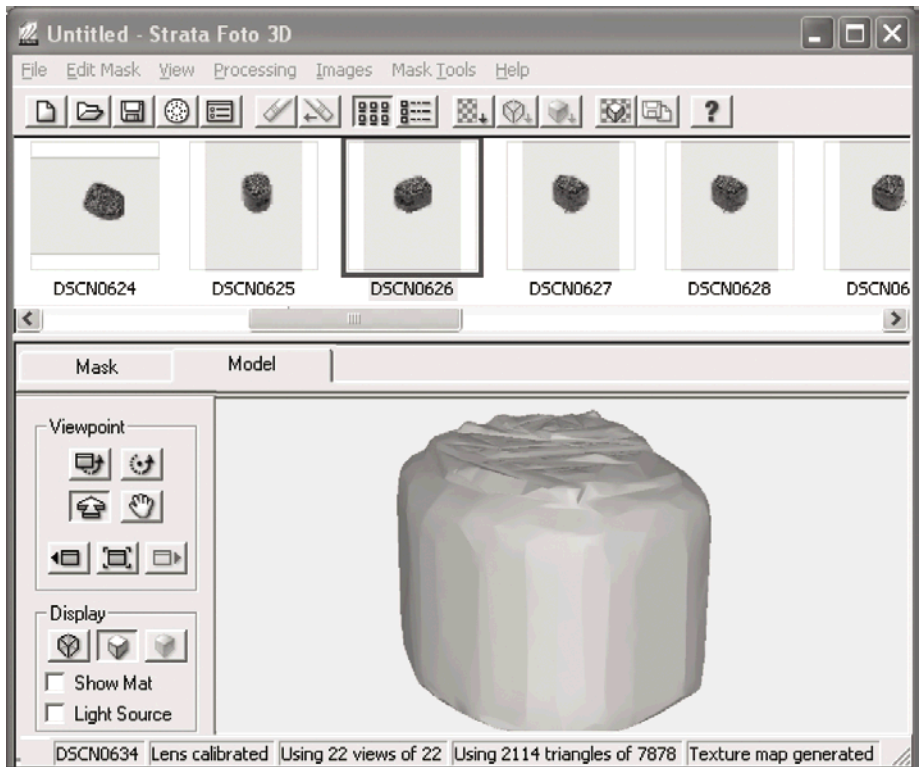 Untitled - Strata Foto 3D
File Edit Mask View Processing Images Mask Tools Help
?
DSCN0624 DSCN0625 DSCN0626 DSCN0627 DSCN0628 DSCN06
Mask Model
Viewpoint
Display
Show Mat
Light Source
DSCN0634 Lens calibrated Using 22 views of 22 Using 2114 triangles of 7878 Texture map generated